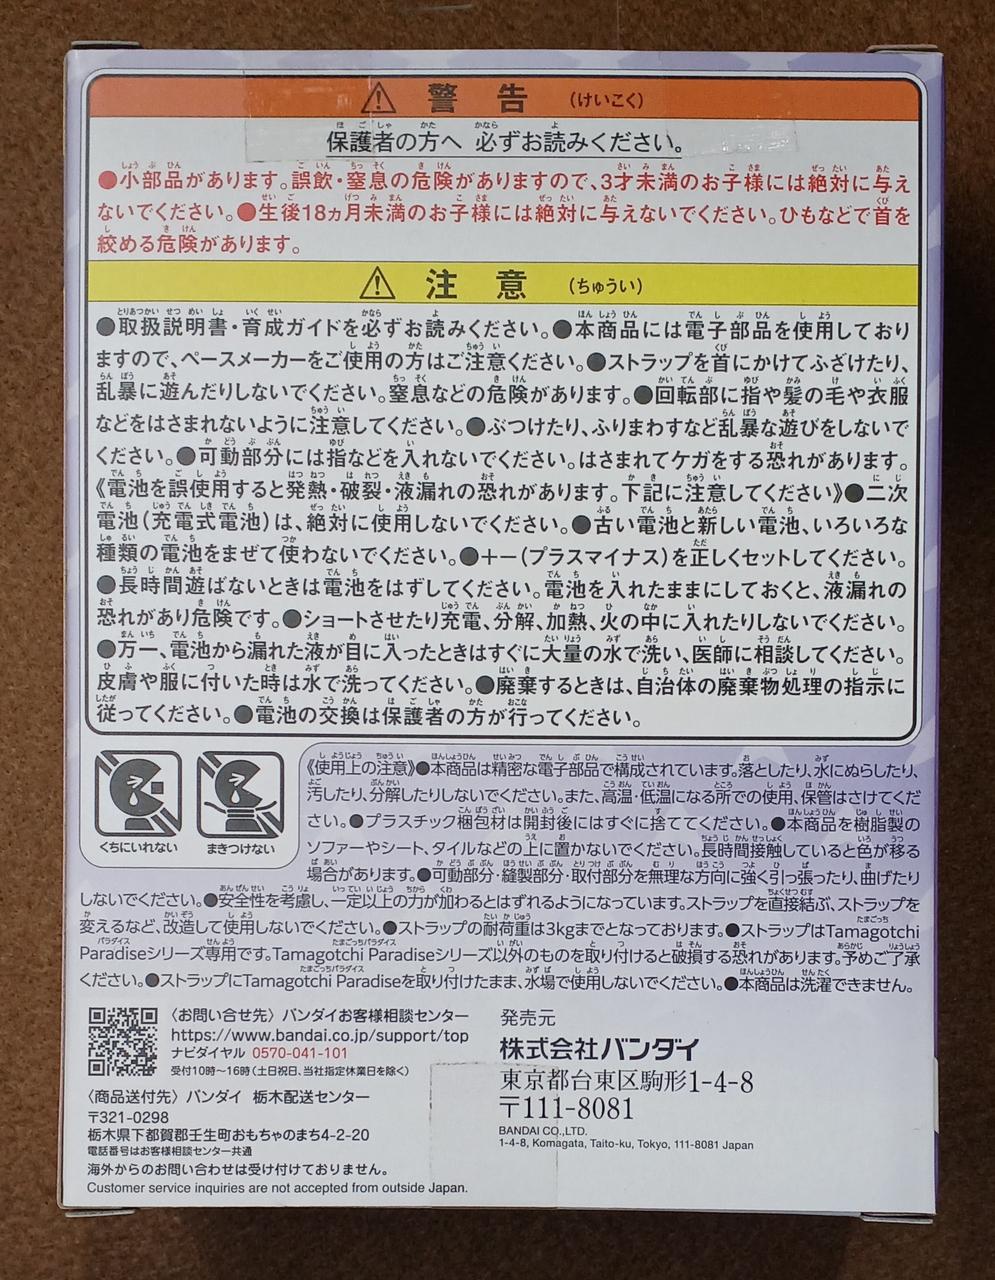 警告 (けいこく)
保護者の方へ 必ずお読みください。
●小部品があります。誤飲・窒息の危険がありますので、3才未満のお子様には絶対に与え
ないでください。●生後18ヵ月未満のお子様には絶対に与えないでください。ひもなどで首を
絞める危険があります。
注意 (ちゅうい)
●取扱説明書・育成ガイドを必ずお読みください。●本商品には電子部品を使用しており
ますので、ペースメーカーをご使用の方はご注意ください。●ストラップを首にかけてふざけたり、
乱暴に遊んだりしないでください。窒息などの危険があります。●回転部に指や髪の毛や衣服
などをはさまれないように注意してください。●ぶつけたり、ふりまわすなど乱暴な遊びをしないで
ください。●可動部分には指などを入れないでください。はさまれてケガをする恐れがあります。
《電池を誤使用すると発熱・破裂・液漏れの恐れがあります。下記に注意してください》●二次
電池(充電式電池)は、絶対に使用しないでください。●古い電池と新しい電池、いろいろな
種類の電池をまぜて使わないでください。●+−(プラスマイナス)を正しくセットしてください。
●長時間遊ばないときは電池をはずしてください。電池を入れたままにしておくと、液漏れの
恐れがあり危険です。●ショートさせたり充電、分解、加熱、火の中に入れたりしないでください。
●万一、電池から漏れた液が目に入ったときはすぐに大量の水で洗い、医師に相談してください。
皮膚や服に付いた時は水で洗ってください。●廃棄するときは、自治体の廃棄物処理の指示に
従ってください。●電池の交換は保護者の方が行ってください。
くちにいれない
まきつけない
《使用上の注意》●本商品は精密な電子部品で構成されています。落としたり、水にぬらしたり、
汚したり、分解したりしないでください。また、高温・低温になる所での使用、保管はさけてくだ
さい。●プラスチック梱包材は開封後にはすぐに捨ててください。●本商品を樹脂製の
ソファーやシート、タイルなどの上に置かないでください。長時間接触していると色が移る
場合があります。●可動部分・縫製部分・取付部分を無理な方向に強く引っ張ったり、曲げたり
しないでください。●安全性を考慮し、一定以上の力が加わるとはずれるようになっています。ストラップを直接結ぶ、ストラップを
変えるなど、改造して使用しないでください。●ストラップの耐荷重は3kgまでとなっております。●ストラップはTamagotchi
Paradiseシリーズ専用です。Tamagotchi Paradiseシリーズ以外のものを取り付けると破損する恐れがあります。予めご了承
ください。●ストラップにTamagotchi Paradiseを取り付けたまま、水場で使用しないでください。●本商品は洗濯できません。
〈お問い合せ先〉バンダイお客様相談センター
https://www.bandai.co.jp/support/top
ナビダイヤル 0570-041-101
受付10時〜16時(土日祝日、当社指定休業日を除く)
〈商品送付先〉バンダイ 栃木配送センター
〒321-0298
栃木県下都賀郡壬生町おもちゃのまち4-2-20
電話番号はお客様相談センター共通
海外からのお問い合わせは受け付けておりません。
Customer service inquiries are not accepted from outside Japan.
発売元
株式会社バンダイ
東京都台東区駒形1-4-8
〒111-8081
BANDAI CO.,LTD.
1-4-8, Komagata, Taito-ku, Tokyo, 111-8081 Japan